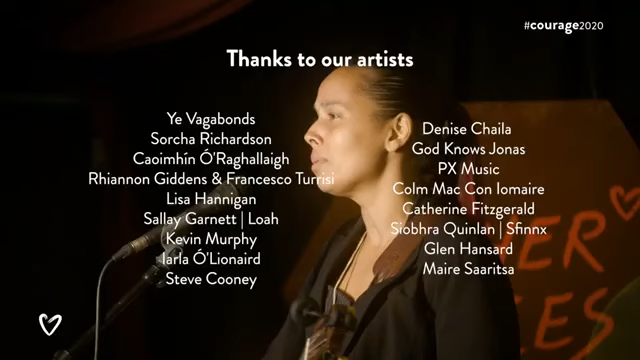 #courage2020
Thanks to our artists
Ye Vagabonds
Sorcha Richardson
Caoimhín Ó'Raghallaigh
Rhiannon Giddens & Francesco Turrisi
Lisa Hannigan
Sallay Garnett | Loah
Kevin Murphy
Iarla Ó'Lionaird
Steve Cooney
Denise Chaila
God Knows Jonas
PX Music
Colm Mac Con Iomaire
Catherine Fitzgerald
Siobhra Quinlan | Sfinnx
Glen Hansard
Maire Saaritsa